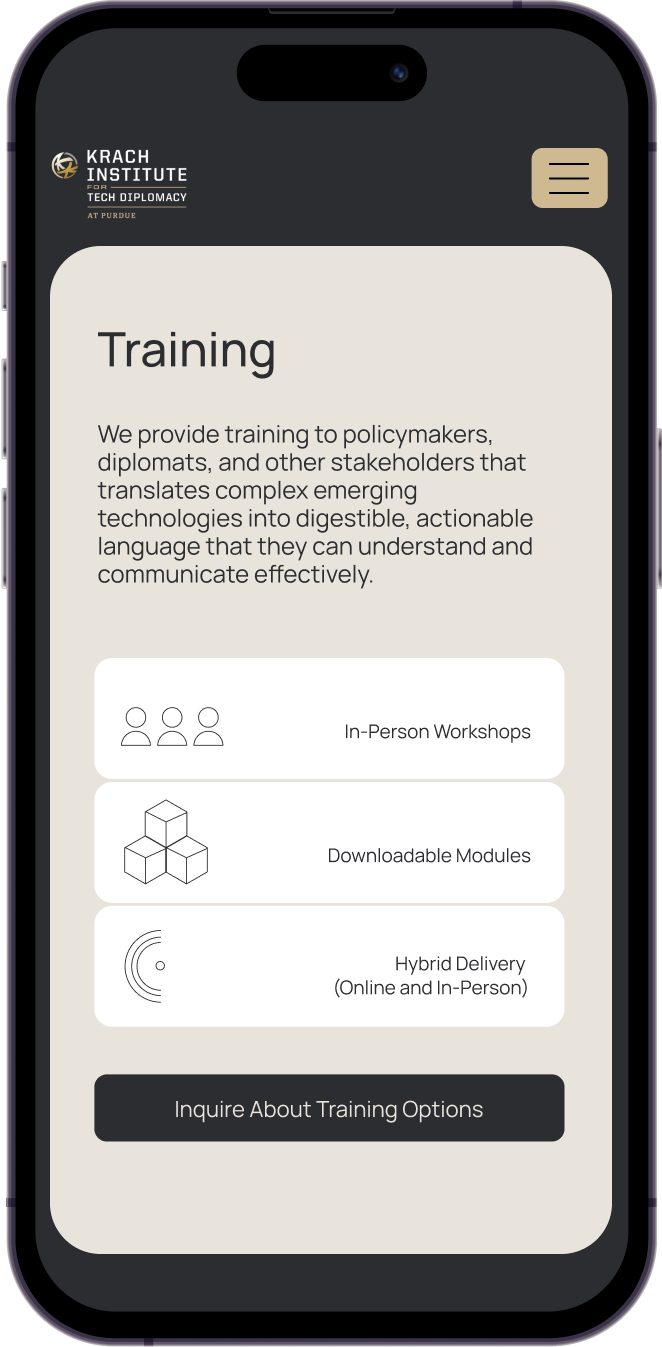 KRACH
INSTITUTE
FOR
TECH DIPLOMACY
AT PURDUE
Training
We provide training to policymakers,
diplomats, and other stakeholders that
translates complex emerging
technologies into digestible, actionable
language that they can understand and
communicate effectively.
In-Person Workshops
Downloadable Modules
Hybrid Delivery
(Online and In-Person)
Inquire About Training Options